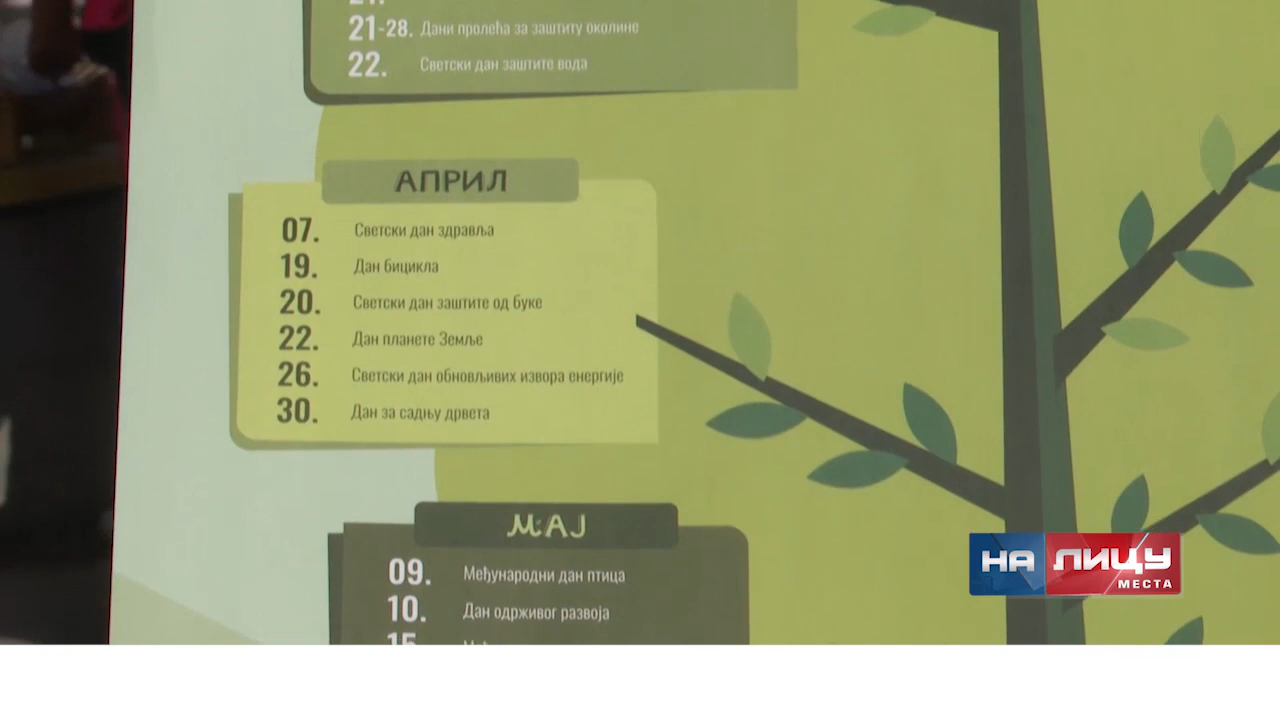 21-28. Дани пролећа за заштиту околине
22. Светски дан заштите вода
АПРИЛ
07. Светски дан здравља
19. Дан бицикла
20. Светски дан заштите од буке
22. Дан планете Земље
26. Светски дан обновљивих извора енергије
30. Дан за садњу дрвета
МАЈ
09. Међународни дан птица
10. Дан одрживог развоја
НА ЛИЦУ
МЕСТА